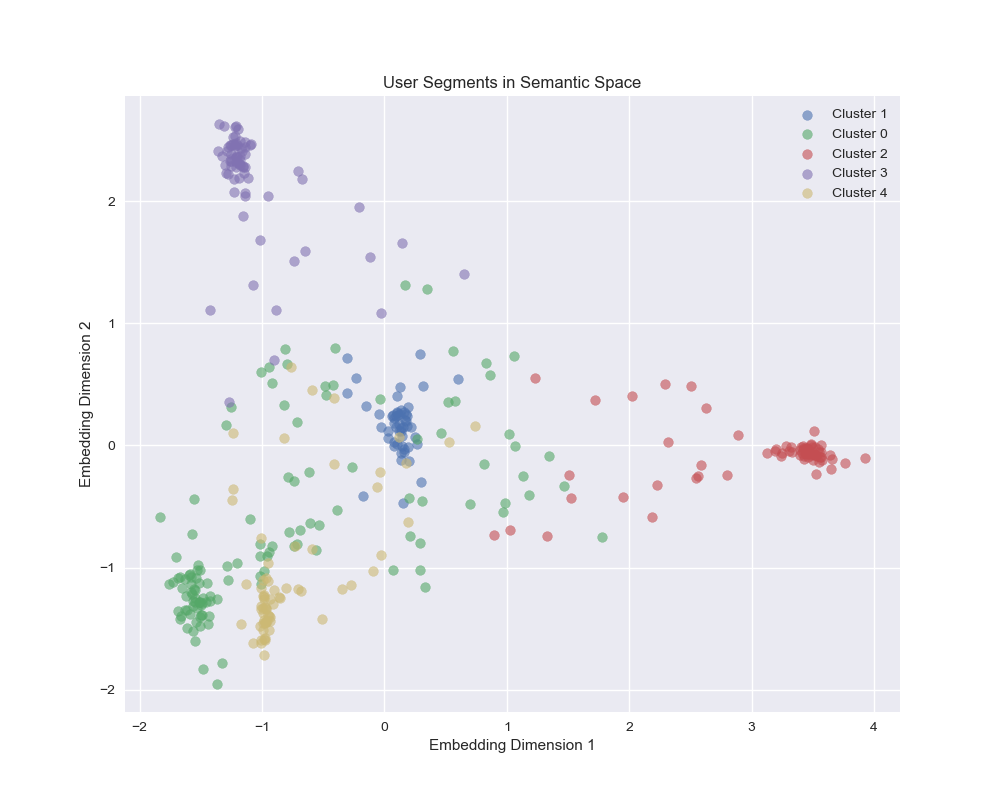 User Segments in Semantic Space
Cluster 1
Cluster 0
Cluster 2
Cluster 3
Cluster 4
2
1
0
−1
−2
Embedding Dimension 2
−2 −1 0 1 2 3 4
Embedding Dimension 1